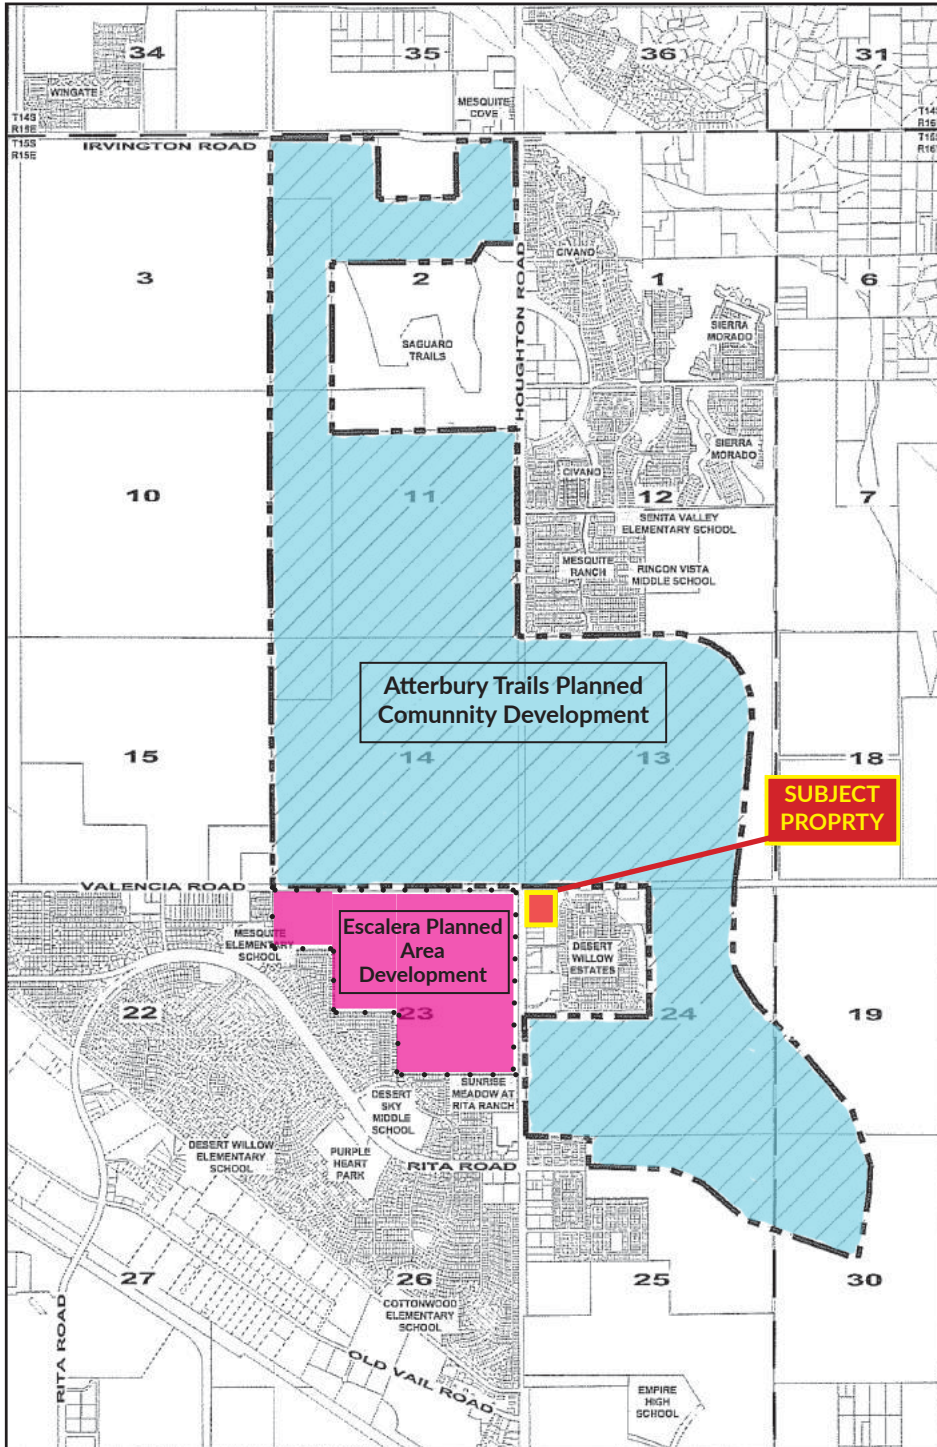 34
35
36
31
WINGATE
MESQUITE
COVE
T14S
R15E
T15S
R15E
T14S
R16
T15S
R16
IRVINGTON ROAD
3
2
1
6
CIVANO
SIERRA
MORADO
SAGUARO
TRAILS
HOUGHTON ROAD
10
11
12
7
CIVANO
SIERRA
MORADO
SENITA VALLEY
ELEMENTARY SCHOOL
MESQUITE
RANCH
RINCON VISTA
MIDDLE SCHOOL
Atterbury Trails Planned
Comunnity Development
15
14
13
18
SUBJECT
PROPRTY
VALENCIA ROAD
MESQUITE
ELEMENTARY
SCHOOL
Escalera Planned
Area
Development
DESERT
WILLOW
ESTATES
22
23
24
19
DESERT
SKY
MIDDLE
SCHOOL
SUNRISE
MEADOW AT
RITA RANCH
DESERT WILLOW
ELEMENTARY
SCHOOL
PURPLE
HEART
PARK
RITA ROAD
27
26
25
30
COTTONWOOD
ELEMENTARY
SCHOOL
RITA ROAD
OLD VAIL ROAD
EMPIRE
HIGH
SCHOOL